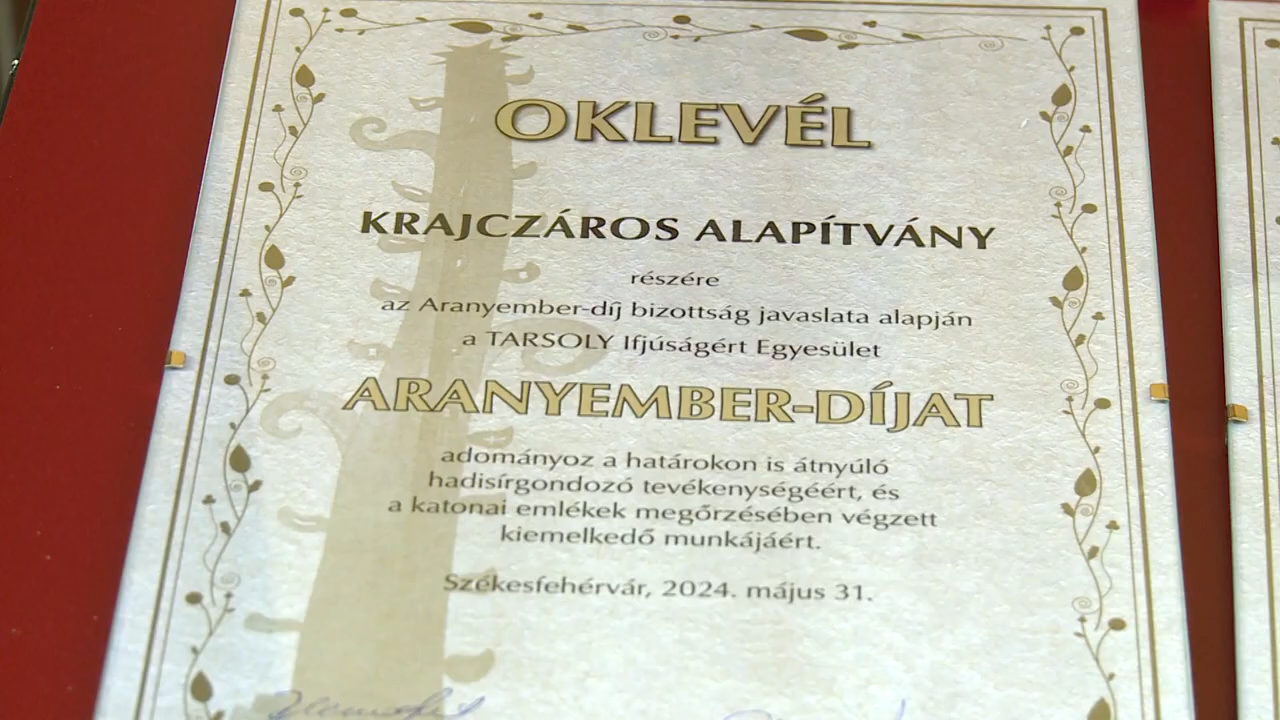 OKLEVÉL
KRAJCZÁROS ALAPÍTVÁNY
részére
az Aranyember-díj bizottság javaslata alapján
a TARSOLY Ifjúságért Egyesület
ARANYEMBER-DÍJAT
adományoz a határokon is átnyúló
hadisírgondozó tevékenységéért, és
a katonai emlékek megőrzésében végzett
kiemelkedő munkájáért.
Székesfehérvár, 2024. május 31.